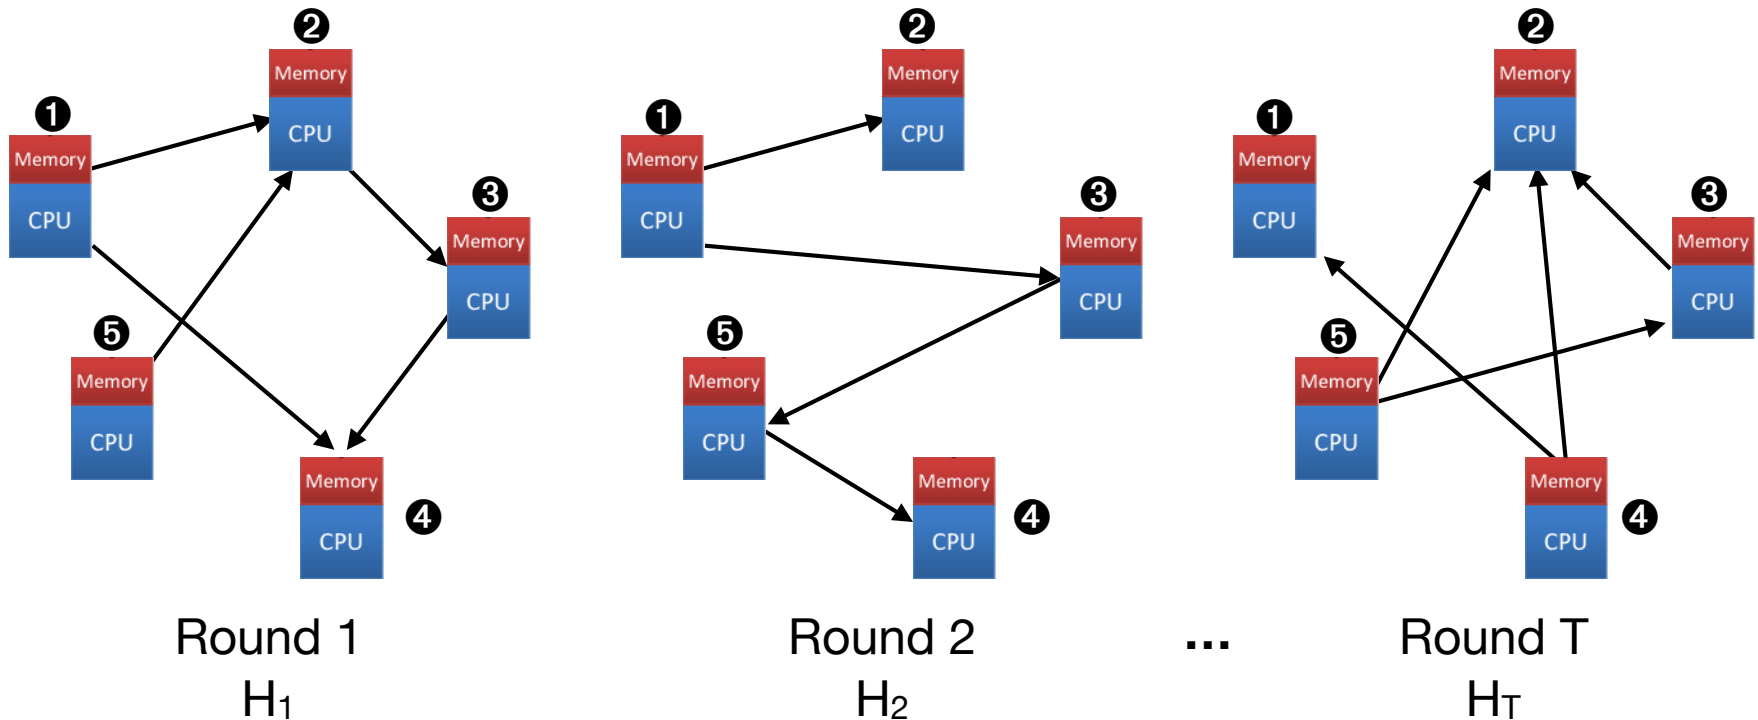 ❷
Memory
CPU
❶
Memory
CPU
❸
Memory
CPU
❺
Memory
CPU
Memory
CPU
❹
Round 1
H₁
❷
Memory
CPU
❶
Memory
CPU
❸
Memory
CPU
❺
Memory
CPU
Memory
CPU
❹
Round 2
H₂
...
❷
Memory
CPU
❶
Memory
CPU
❸
Memory
CPU
❺
Memory
CPU
Memory
CPU
❹
Round T
H_T